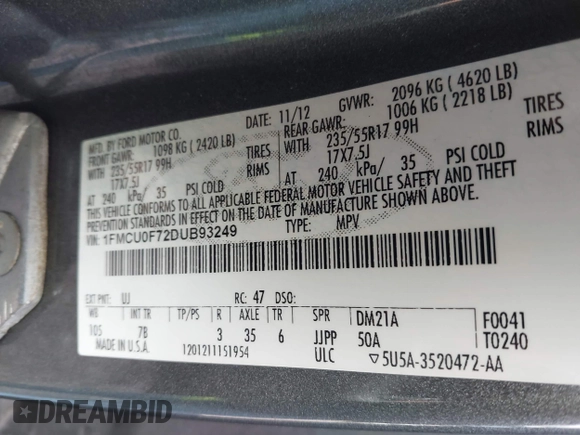 MFD. BY FORD MOTOR CO.
DATE: 11/12 GVWR: 2096 KG ( 4620 LB)
FRONT GAWR: 1098 KG ( 2420 LB) REAR GAWR: 1006 KG ( 2218 LB)
WITH 235/55R17 99H TIRES WITH 235/55R17 99H TIRES
17X7.5J RIMS 17X7.5J RIMS
AT 240 kPa/ 35 PSI COLD AT 240 kPa/ 35 PSI COLD
THIS VEHICLE CONFORMS TO ALL APPLICABLE FEDERAL MOTOR VEHICLE SAFETY AND THEFT
PREVENTION STANDARDS IN EFFECT ON THE DATE OF MANUFACTURE SHOWN ABOVE.
VIN: 1FMCU0F72DUB93249 TYPE: MPV
EXT PNT: UJ RC: 47 DSO:
WB INT TR TP/PS R AXLE TR SPR DM21A F0041
105 7B 3 35 6 JJPP 50A T0240
MADE IN U.S.A. 1201211151954 ULC ▽5U5A-3520472-AA
DREAMBID